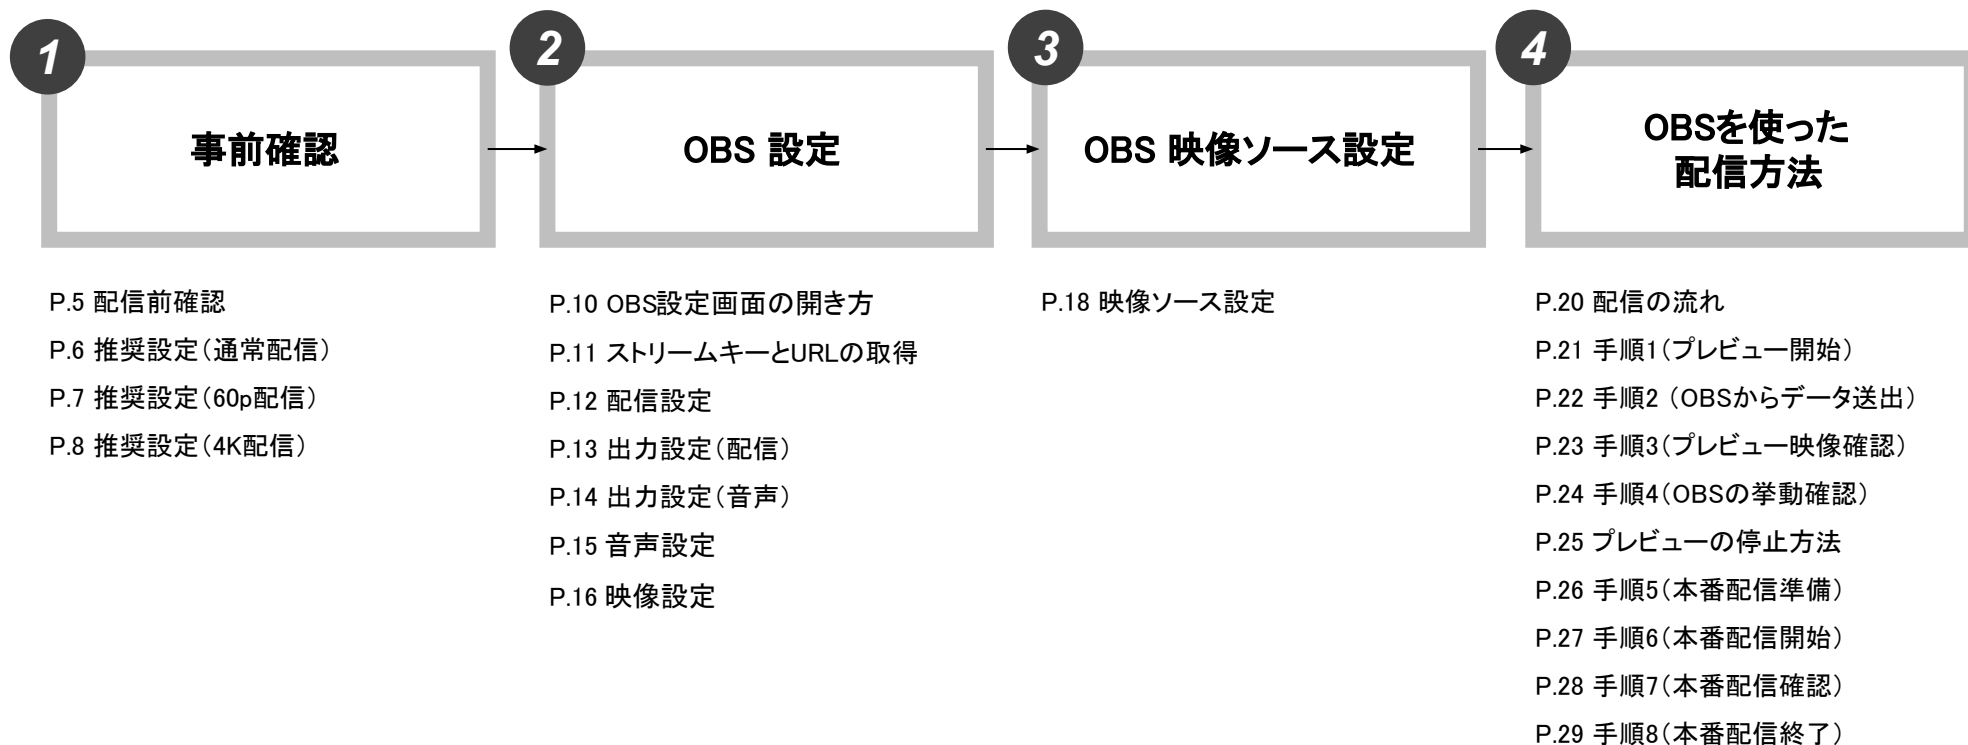 1
事前確認
P.5 配信前確認
P.6 推奨設定（通常配信）
P.7 推奨設定（60p配信）
P.8 推奨設定（4K配信）
2
OBS 設定
P.10 OBS設定画面の開き方
P.11 ストリームキーとURLの取得
P.12 配信設定
P.13 出力設定（配信）
P.14 出力設定（音声）
P.15 音声設定
P.16 映像設定
3
OBS 映像ソース設定
P.18 映像ソース設定
4
OBSを使った
配信方法
P.20 配信の流れ
P.21 手順1（プレビュー開始）
P.22 手順2 （OBSからデータ送出）
P.23 手順3（プレビュー映像確認）
P.24 手順4（OBSの挙動確認）
P.25 プレビューの停止方法
P.26 手順5（本番配信準備）
P.27 手順6（本番配信開始）
P.28 手順7（本番配信確認）
P.29 手順8（本番配信終了）